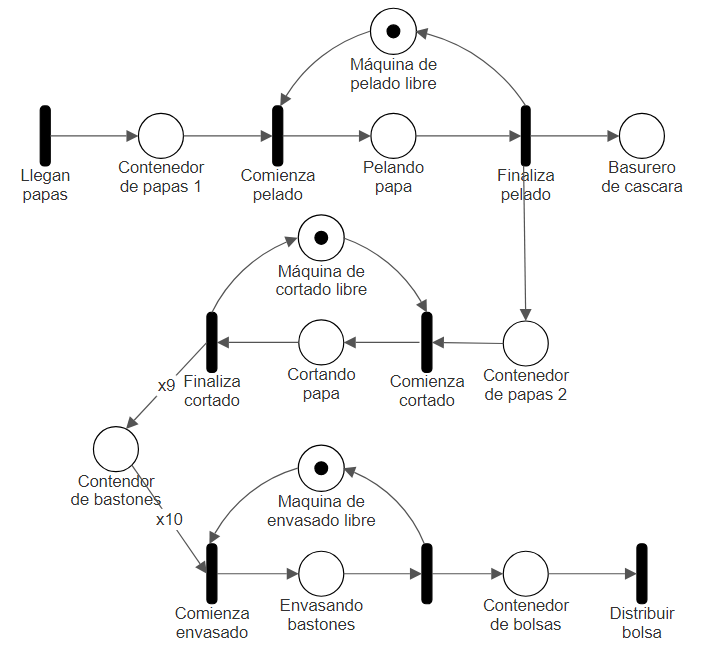 Máquina de
pelado libre
Llegan
papas
Contenedor
de papas 1
Comienza
pelado
Pelando
papa
Finaliza
pelado
Basurero
de cascara
Máquina de
cortado libre
x9
Finaliza
cortado
Cortando
papa
Comienza
cortado
Contenedor
de papas 2
Contendor
de bastones
x10
Maquina de
envasado libre
Comienza
envasado
Envasando
bastones
Contenedor
de bolsas
Distribuir
bolsa